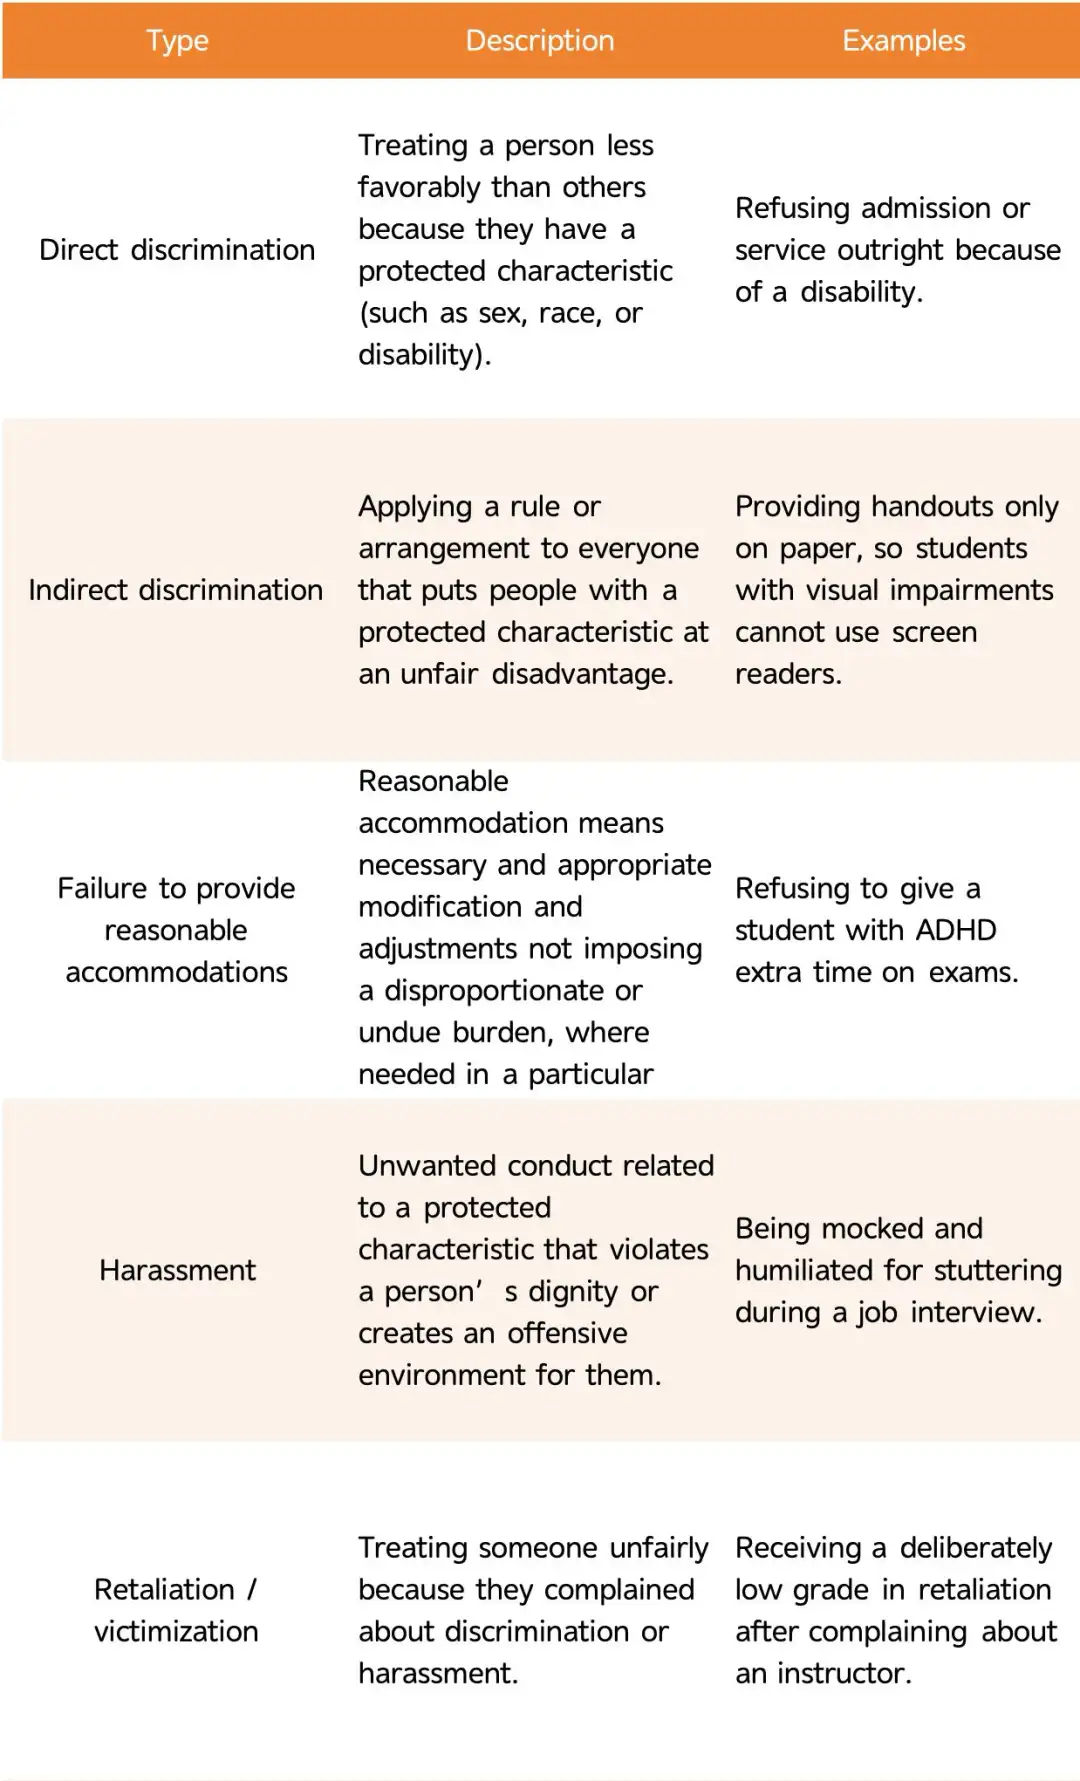 Type
Description
Examples
Direct discrimination
Treating a person less
favorably than others
because they have a
protected characteristic
(such as sex, race, or
disability).
Refusing admission or
service outright because
of a disability.
Indirect discrimination
Applying a rule or
arrangement to everyone
that puts people with a
protected characteristic at
an unfair disadvantage.
Providing handouts only
on paper, so students
with visual impairments
cannot use screen
readers.
Failure to provide
reasonable
accommodations
Reasonable
accommodation means
necessary and appropriate
modification and
adjustments not imposing
a disproportionate or
undue burden, where
needed in a particular
Refusing to give a
student with ADHD
extra time on exams.
Harassment
Unwanted conduct related
to a protected
characteristic that violates
a person’s dignity or
creates an offensive
environment for them.
Being mocked and
humiliated for stuttering
during a job interview.
Retaliation /
victimization
Treating someone unfairly
because they complained
about discrimination or
harassment.
Receiving a deliberately
low grade in retaliation
after complaining about
an instructor.